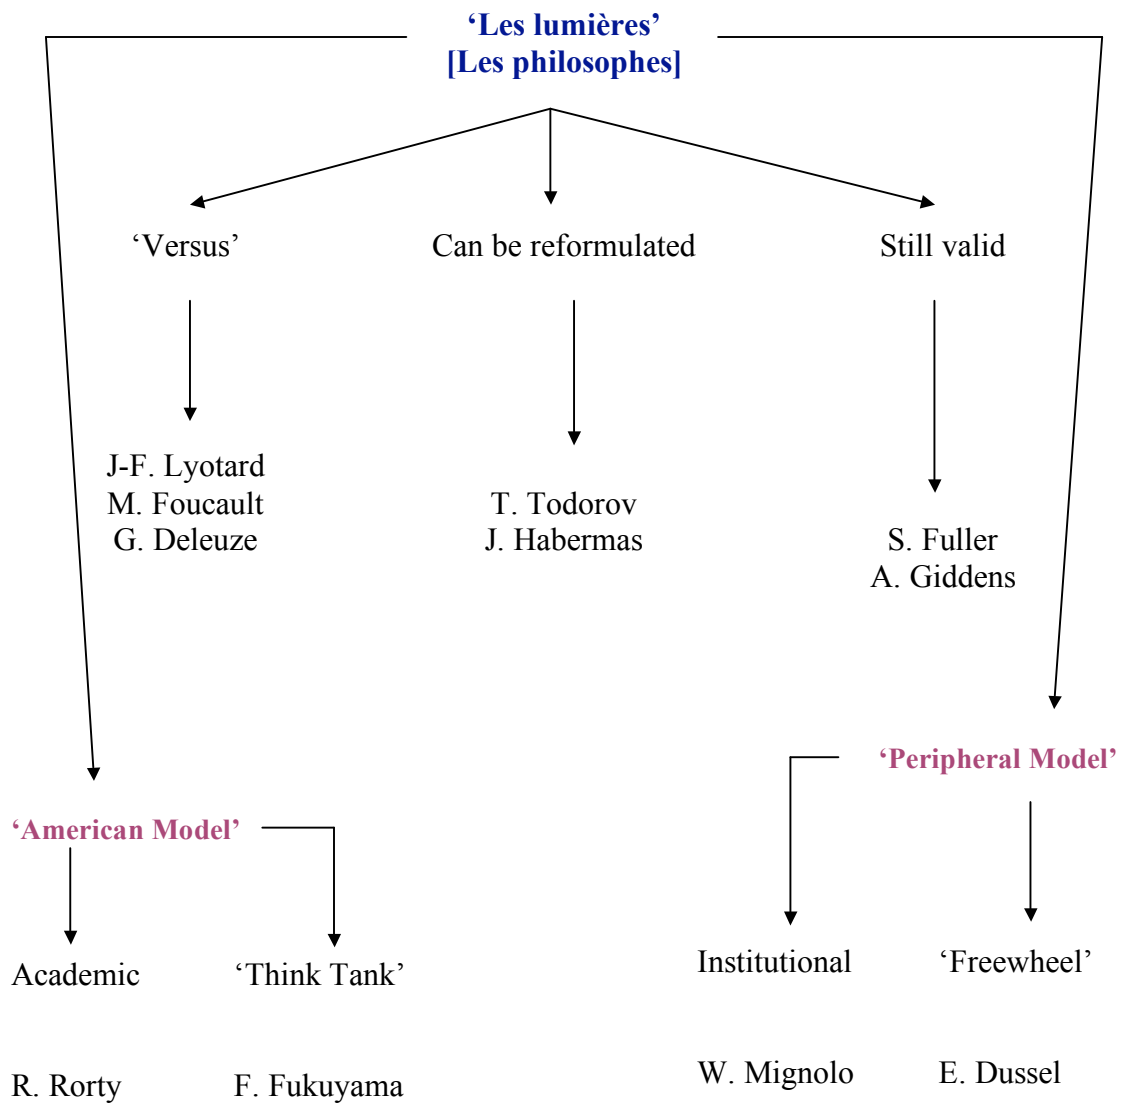 ‘Les lumières’
[Les philosophes]
‘Versus’
Can be reformulated
Still valid
J-F. Lyotard
M. Foucault
G. Deleuze
T. Todorov
J. Habermas
S. Fuller
A. Giddens
‘Peripheral Model’
‘American Model’
Academic
‘Think Tank’
Institutional
‘Freewheel’
R. Rorty
F. Fukuyama
W. Mignolo
E. Dussel